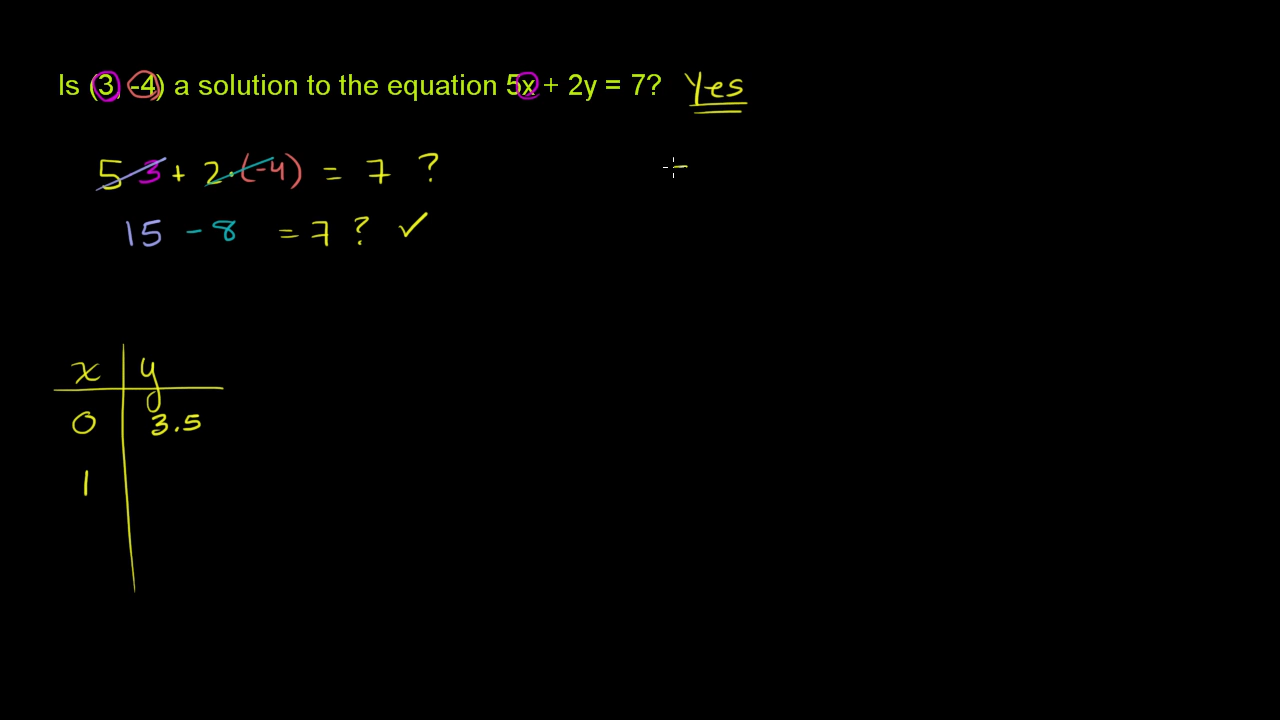 Is (3, -4) a solution to the equation 5x + 2y = 7? Yes
5 3 + 2·(-4) = 7 ?
15 - 8 = 7 ? ✓
x y
0 3.5
1